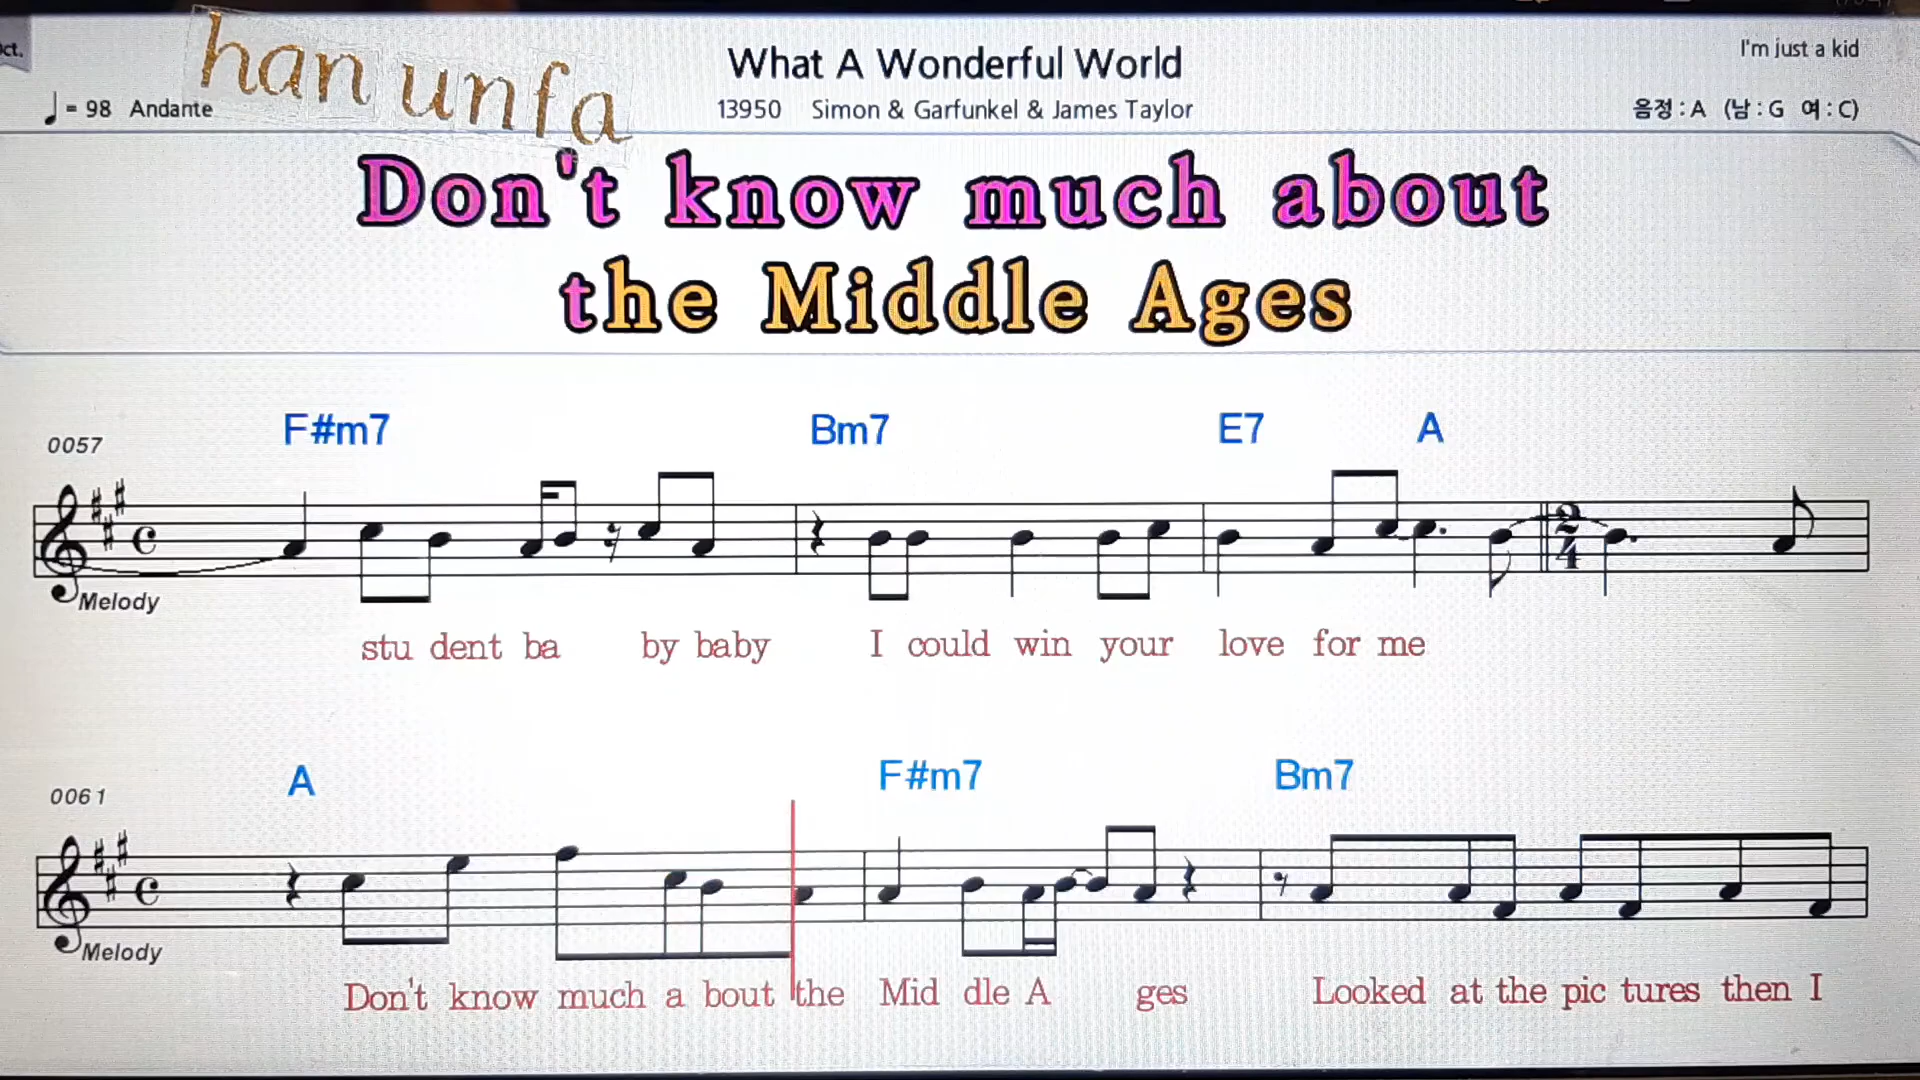 ct.
han unfa
What A Wonderful World
I'm just a kid
= 98 Andante
13950 Simon & Garfunkel & James Taylor
음정 : A (남 : G 여 : C)
Don't know much about
the Middle Ages
F#m7 Bm7 E7 A
0057
C 2/4
Melody
stu dent ba by baby I could win your love for me
A F#m7 Bm7
0061
C
Melody
Don't know much a bout the Mid dle A ges Looked at the pic tures then I